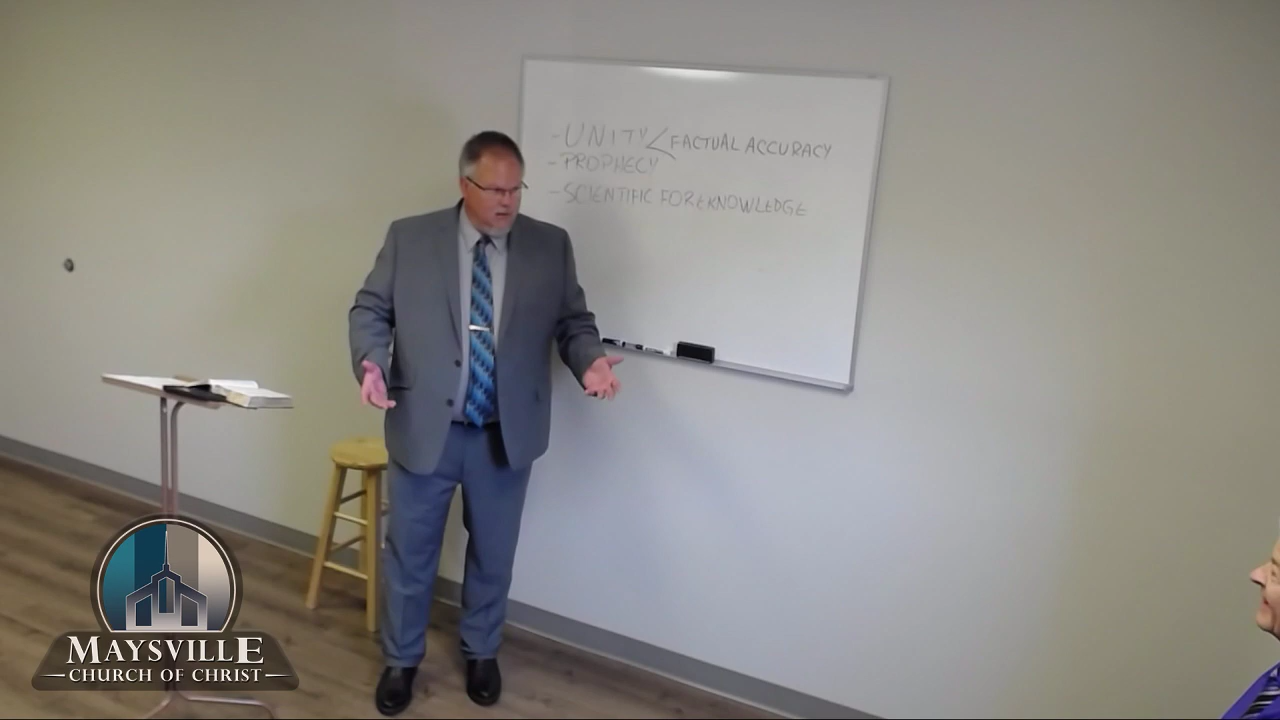 - UNITY < FACTUAL ACCURACY
- PROPHECY
- SCIENTIFIC FOREKNOWLEDGE
MAYSVILLE
CHURCH OF CHRIST